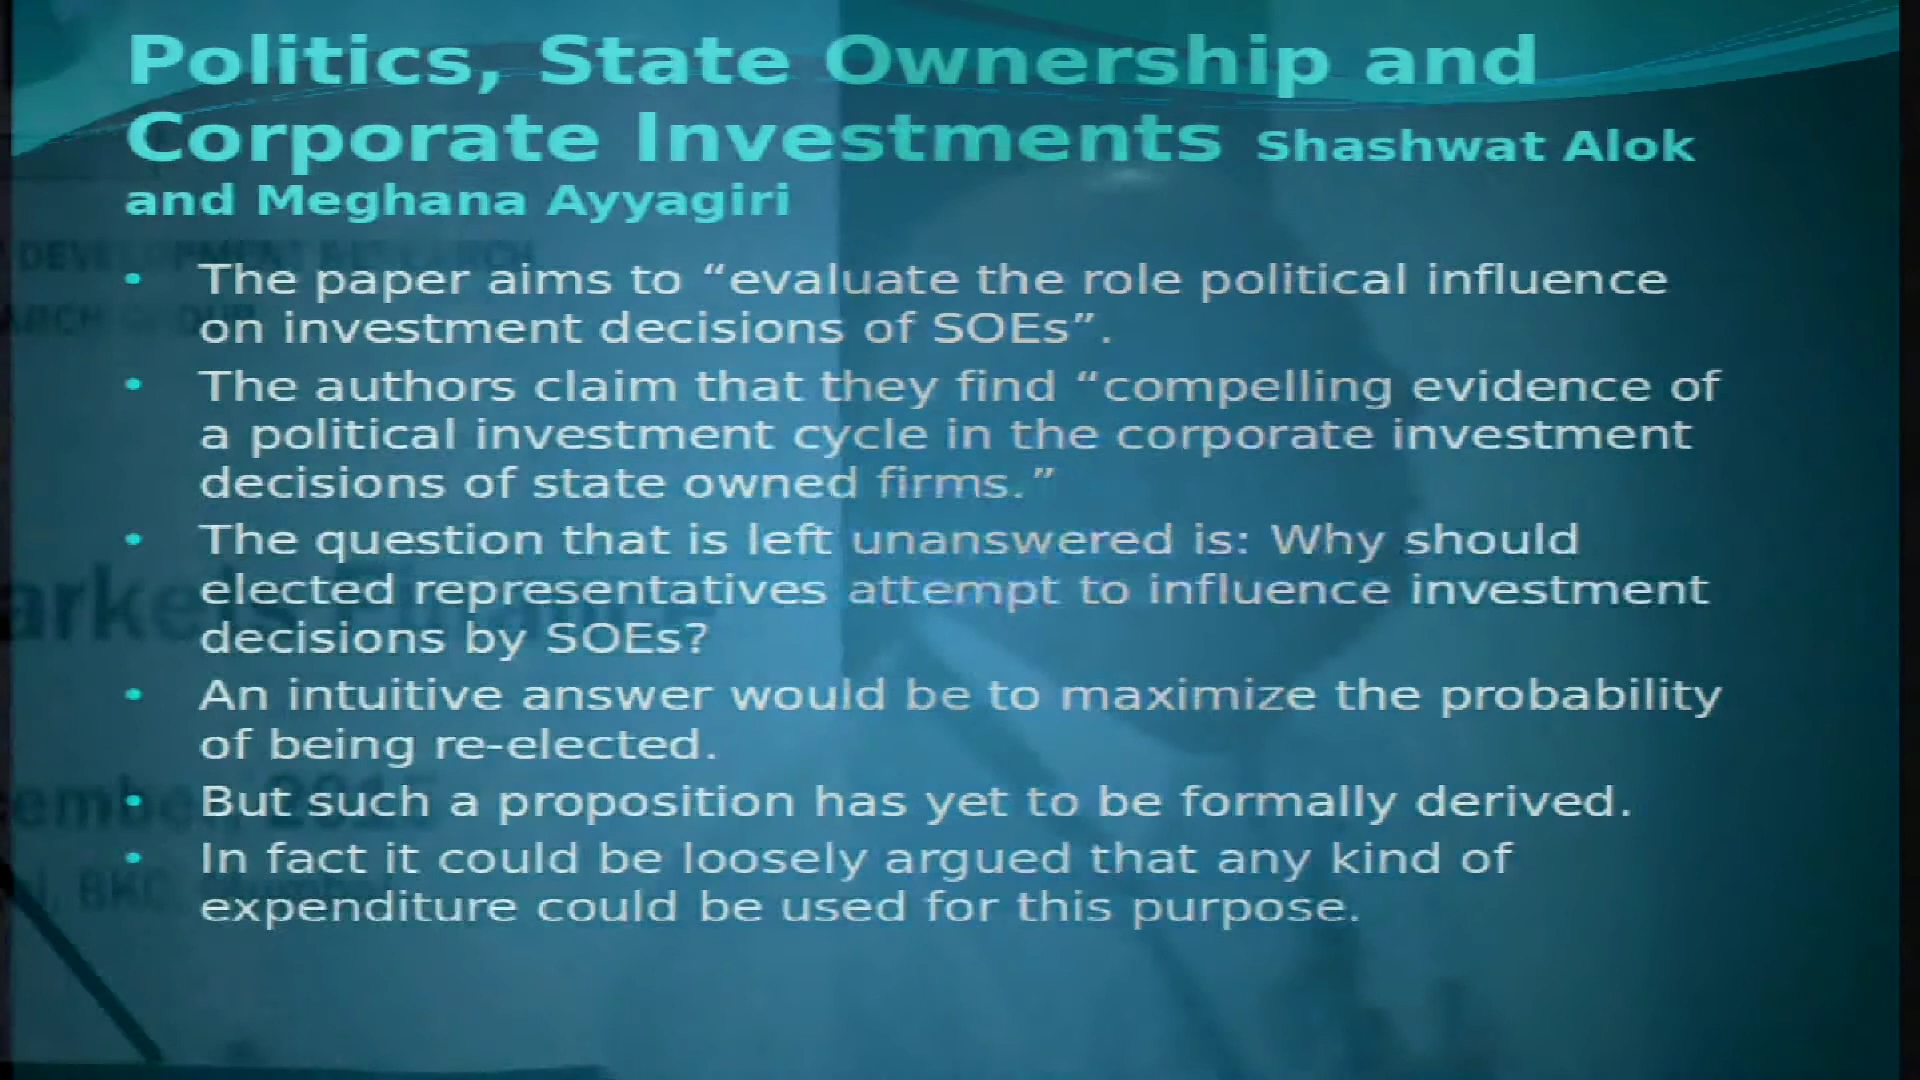 Politics, State Ownership and
Corporate Investments Shashwat Alok
and Meghana Ayyagiri
• The paper aims to “evaluate the role political influence
on investment decisions of SOEs”.
• The authors claim that they find “compelling evidence of
a political investment cycle in the corporate investment
decisions of state owned firms.”
• The question that is left unanswered is: Why should
elected representatives attempt to influence investment
decisions by SOEs?
• An intuitive answer would be to maximize the probability
of being re-elected.
• But such a proposition has yet to be formally derived.
• In fact it could be loosely argued that any kind of
expenditure could be used for this purpose.
DEVELOPMENT RESEARCH